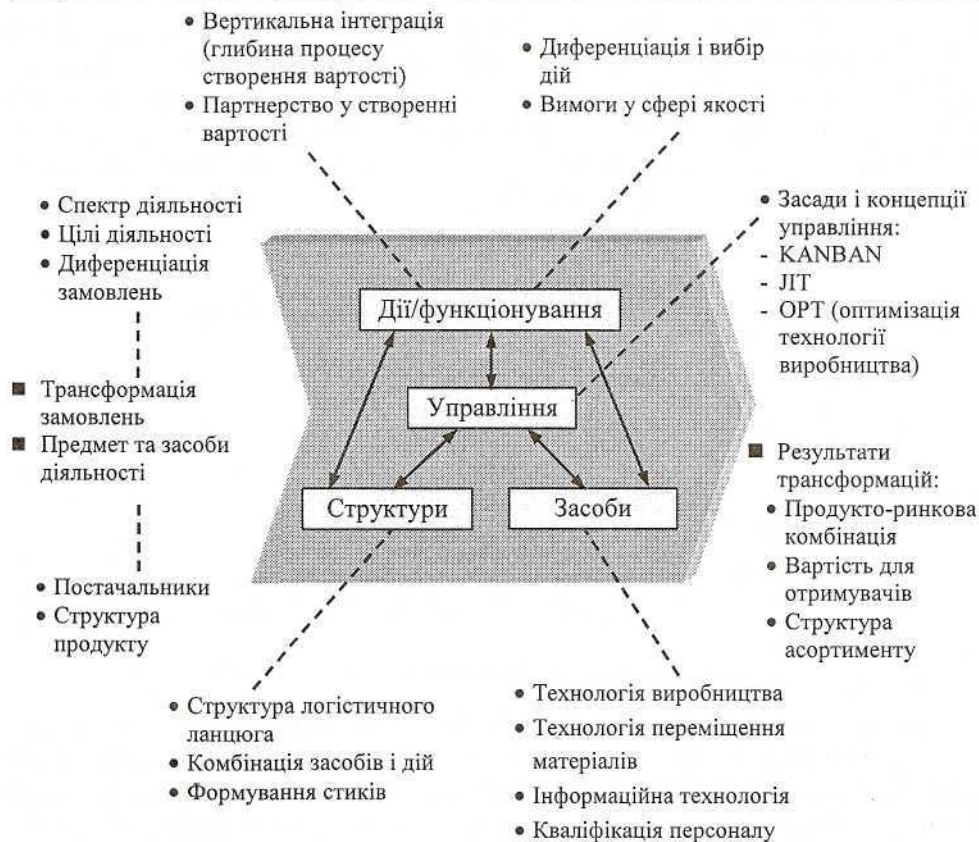 • Вертикальна інтеграція
(глибина процесу
створення вартості)
• Партнерство у створенні
вартості
• Диференціація і вибір
дій
• Вимоги у сфері якості
• Спектр діяльності
• Цілі діяльності
• Диференціація
замовлень
• Засади і концепції
управління:
- KANBAN
- JIT
- OPT (оптимізація
технології
виробництва)
Дії/функціонування
Управління
Структури
Засоби
■ Трансформація
замовлень
■ Предмет та засоби
діяльності
■ Результати
трансформацій:
• Продукто-ринкова
комбінація
• Вартість для
отримувачів
• Структура
асортименту
• Постачальники
• Структура
продукту
• Структура логістичного
ланцюга
• Комбінація засобів і дій
• Формування стиків
• Технологія виробництва
• Технологія переміщення
матеріалів
• Інформаційна технологія
• Кваліфікація персоналу